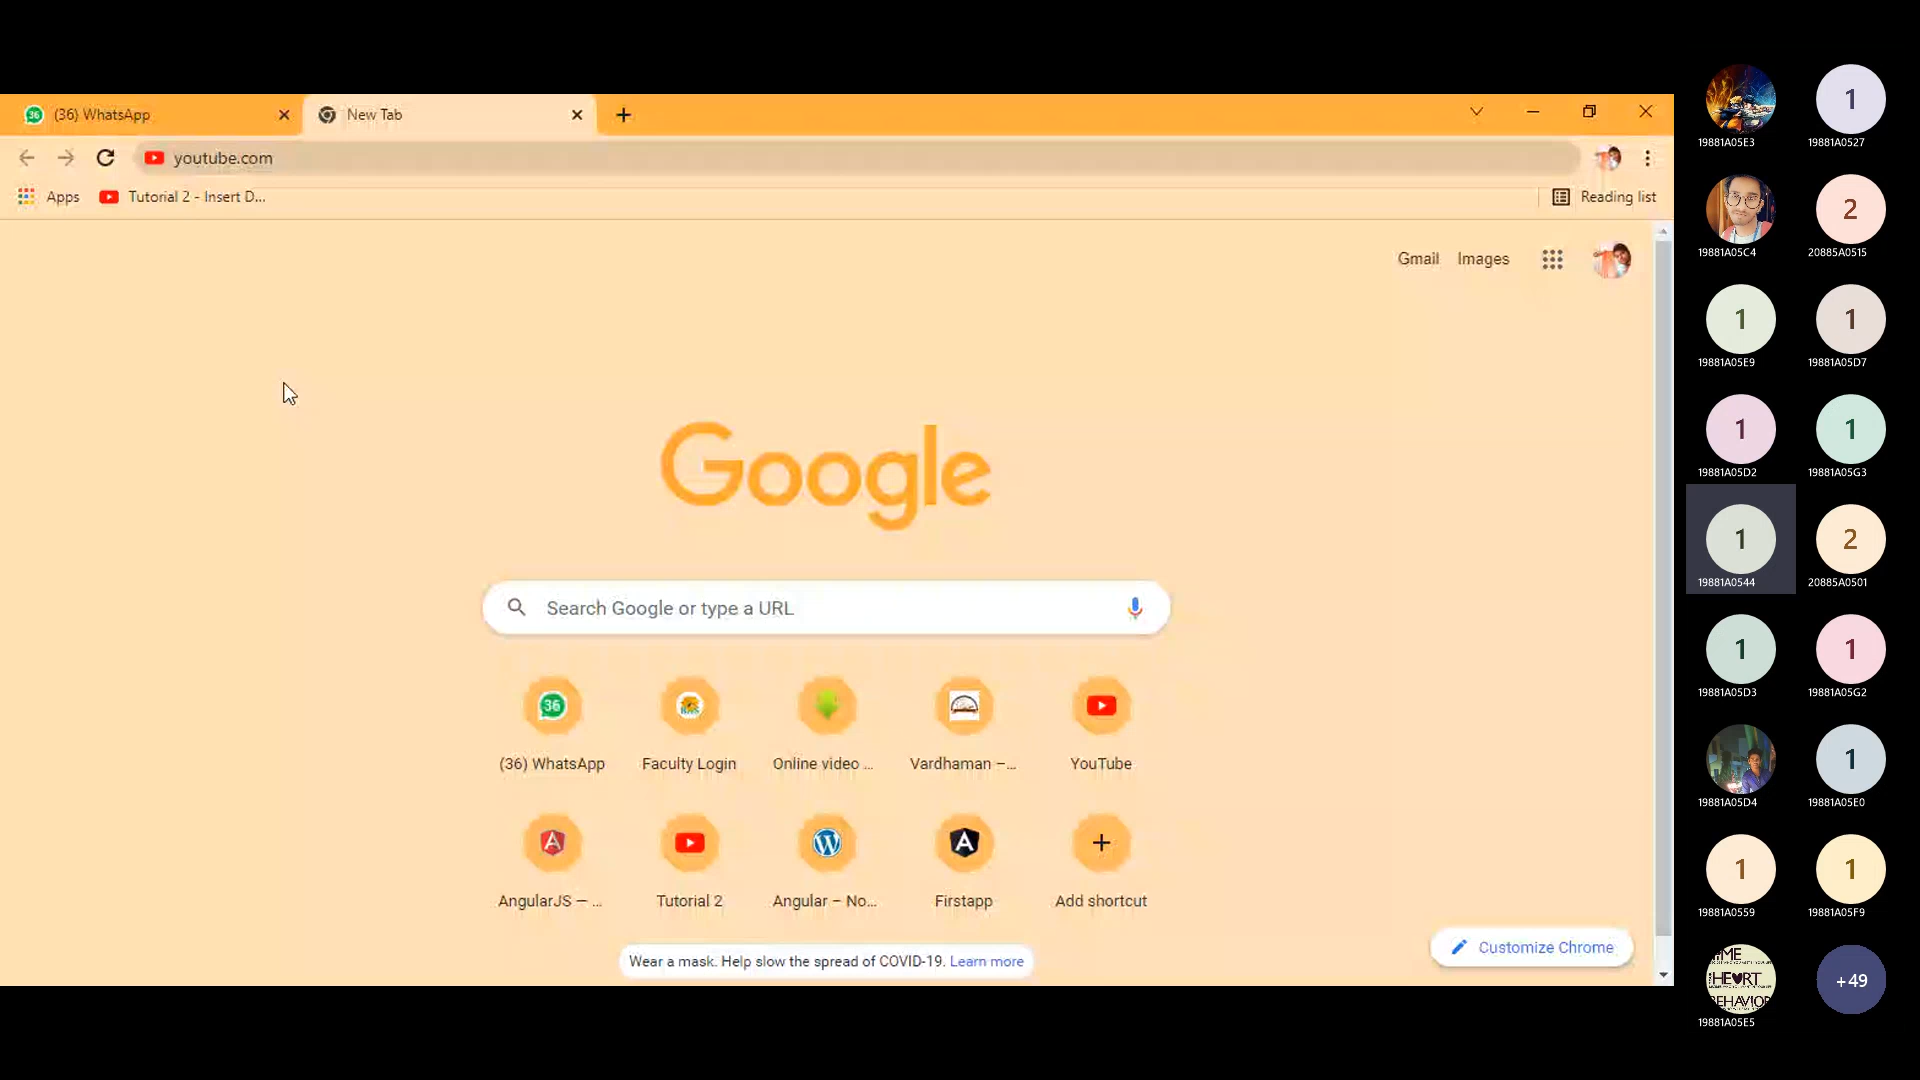 36 (36) WhatsApp
New Tab
youtube.com
Apps
Tutorial 2 - Insert D...
Reading list
Gmail Images
Google
Search Google or type a URL
36
(36) WhatsApp Faculty Login Online video ... Vardhaman –... YouTube
AngularJS — ... Tutorial 2 Angular – No... Firstapp Add shortcut
Wear a mask. Help slow the spread of COVID-19. Learn more
Customize Chrome
1
19881A05E3 19881A0527
2
19881A05C4 20885A0515
1 1
19881A05E9 19881A05D7
1 1
19881A05D2 19881A05G3
1 2
19881A0544 20885A0501
1 1
19881A05D3 19881A05G2
1
19881A05D4 19881A05E0
1 1
19881A0559 19881A05F9
HEART
BEHAVIOR
+49
19881A05E5